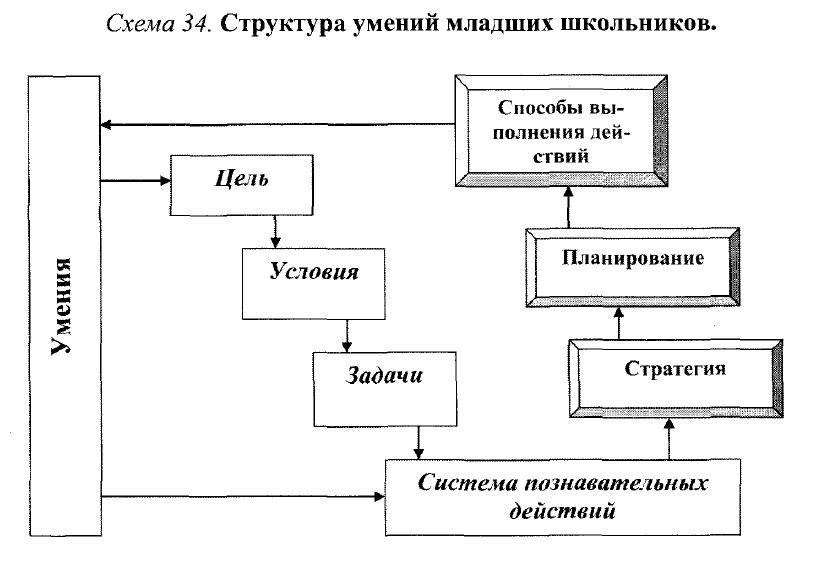 Схема 34. Структура умений младших школьников.
Способы вы-
полнения дей-
ствий
Цель
Планирование
Условия
Умения
Стратегия
Задачи
Система познавательных
действий